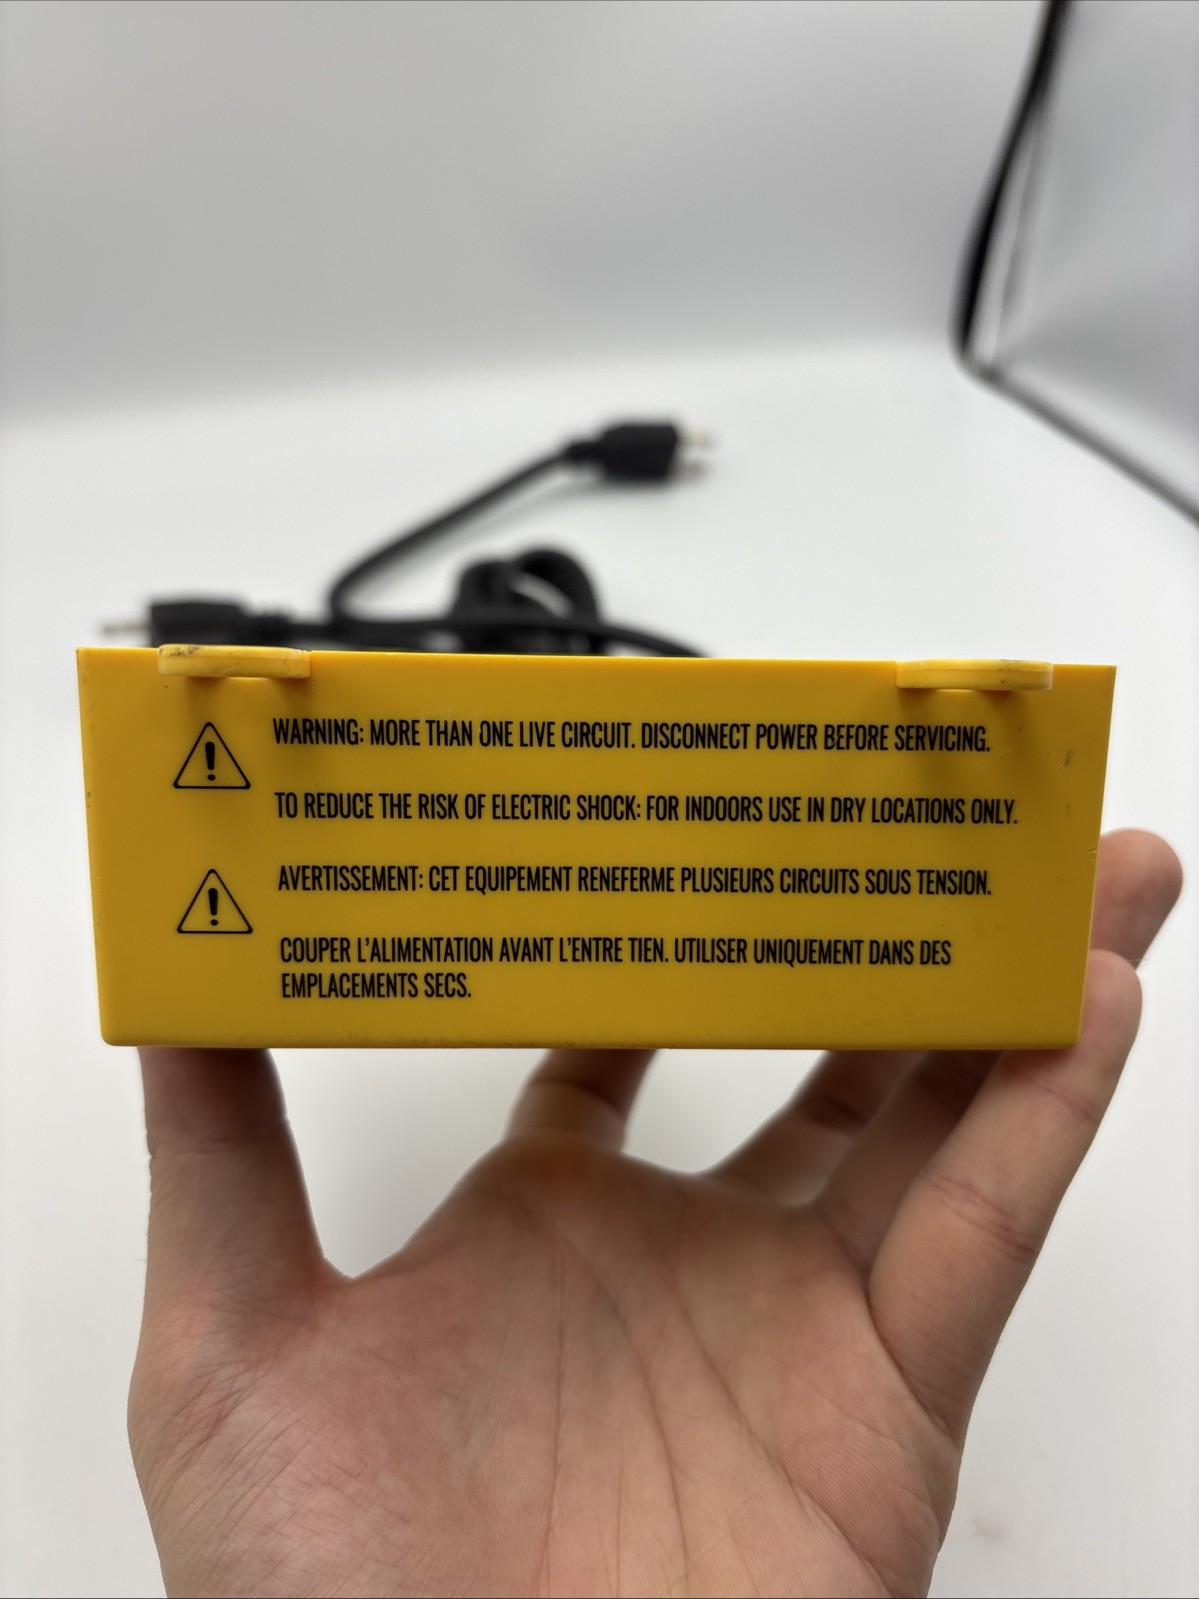 WARNING: MORE THAN ONE LIVE CIRCUIT. DISCONNECT POWER BEFORE SERVICING.
TO REDUCE THE RISK OF ELECTRIC SHOCK: FOR INDOORS USE IN DRY LOCATIONS ONLY.
AVERTISSEMENT: CET EQUIPEMENT RENEFERME PLUSIEURS CIRCUITS SOUS TENSION.
COUPER L'ALIMENTATION AVANT L'ENTRE TIEN. UTILISER UNIQUEMENT DANS DES
EMPLACEMENTS SECS.